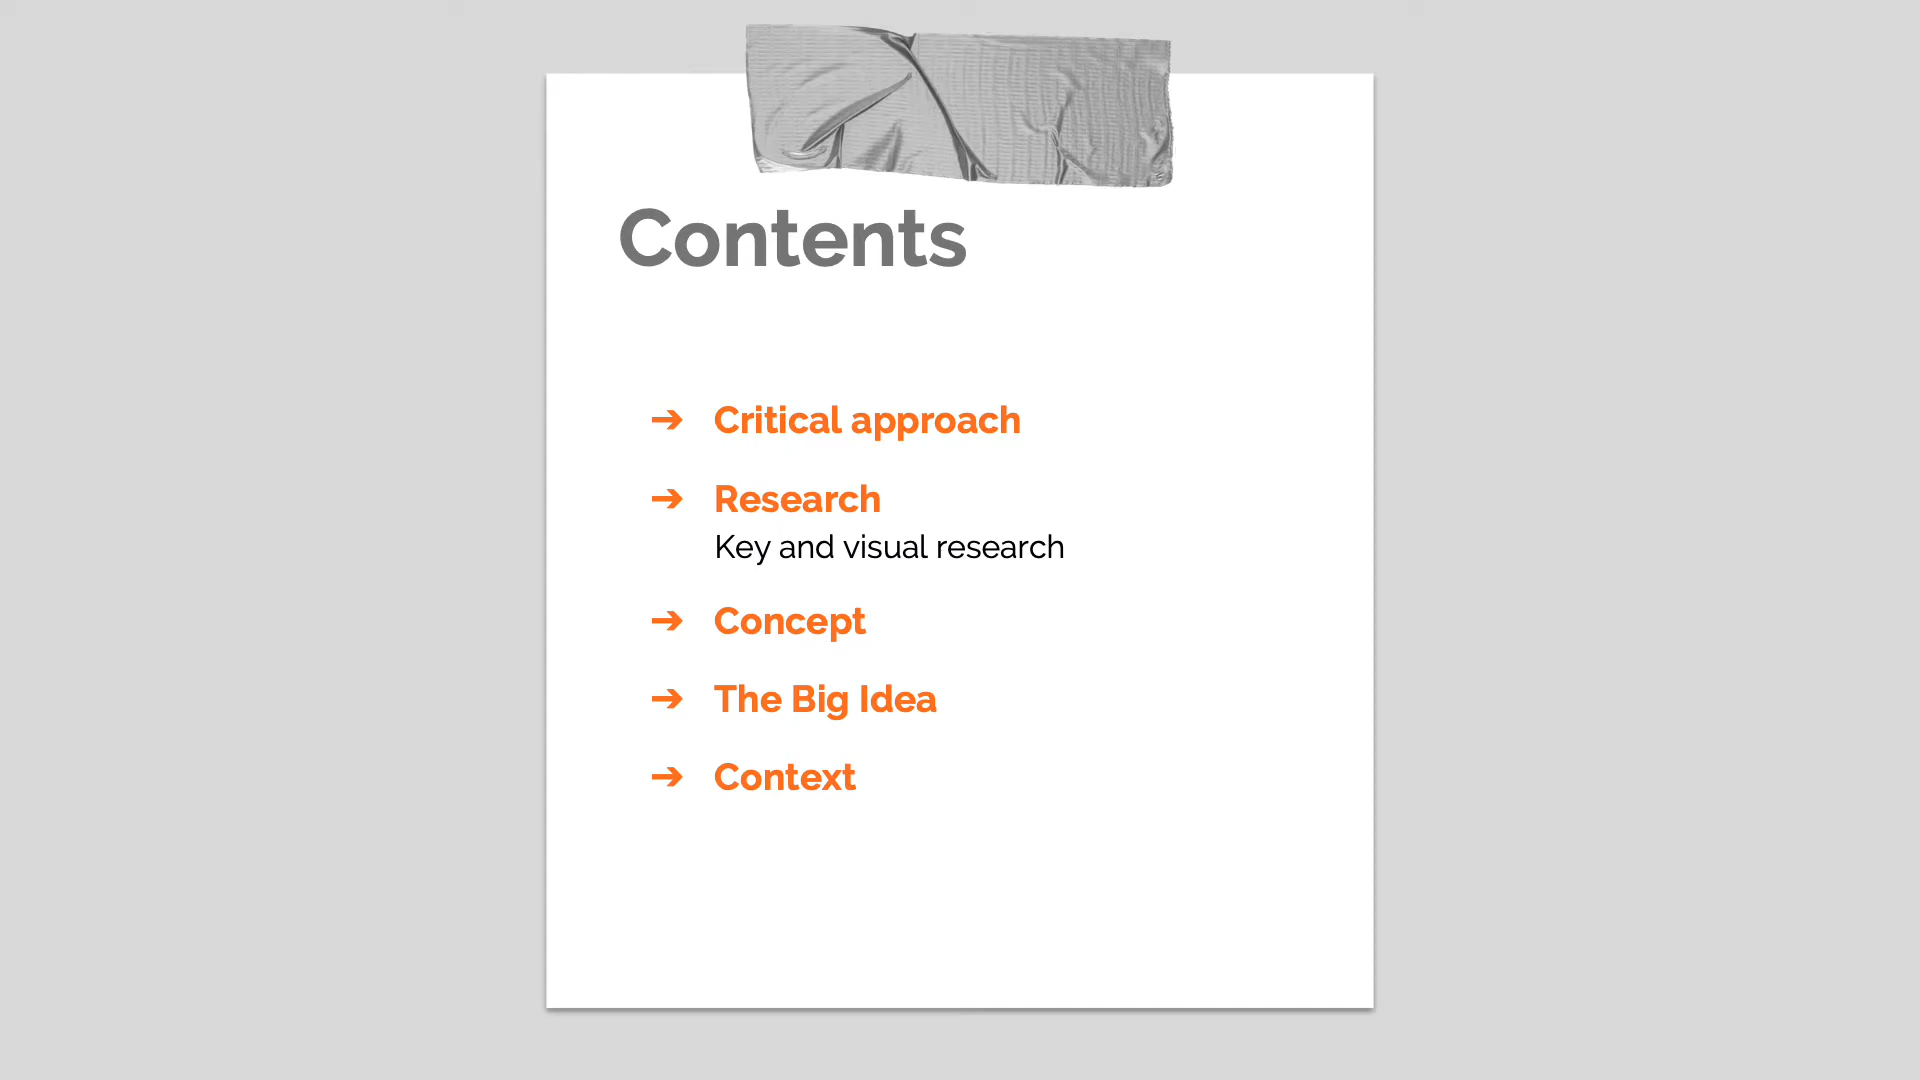 Contents
➔ Critical approach
➔ Research
Key and visual research
➔ Concept
➔ The Big Idea
➔ Context